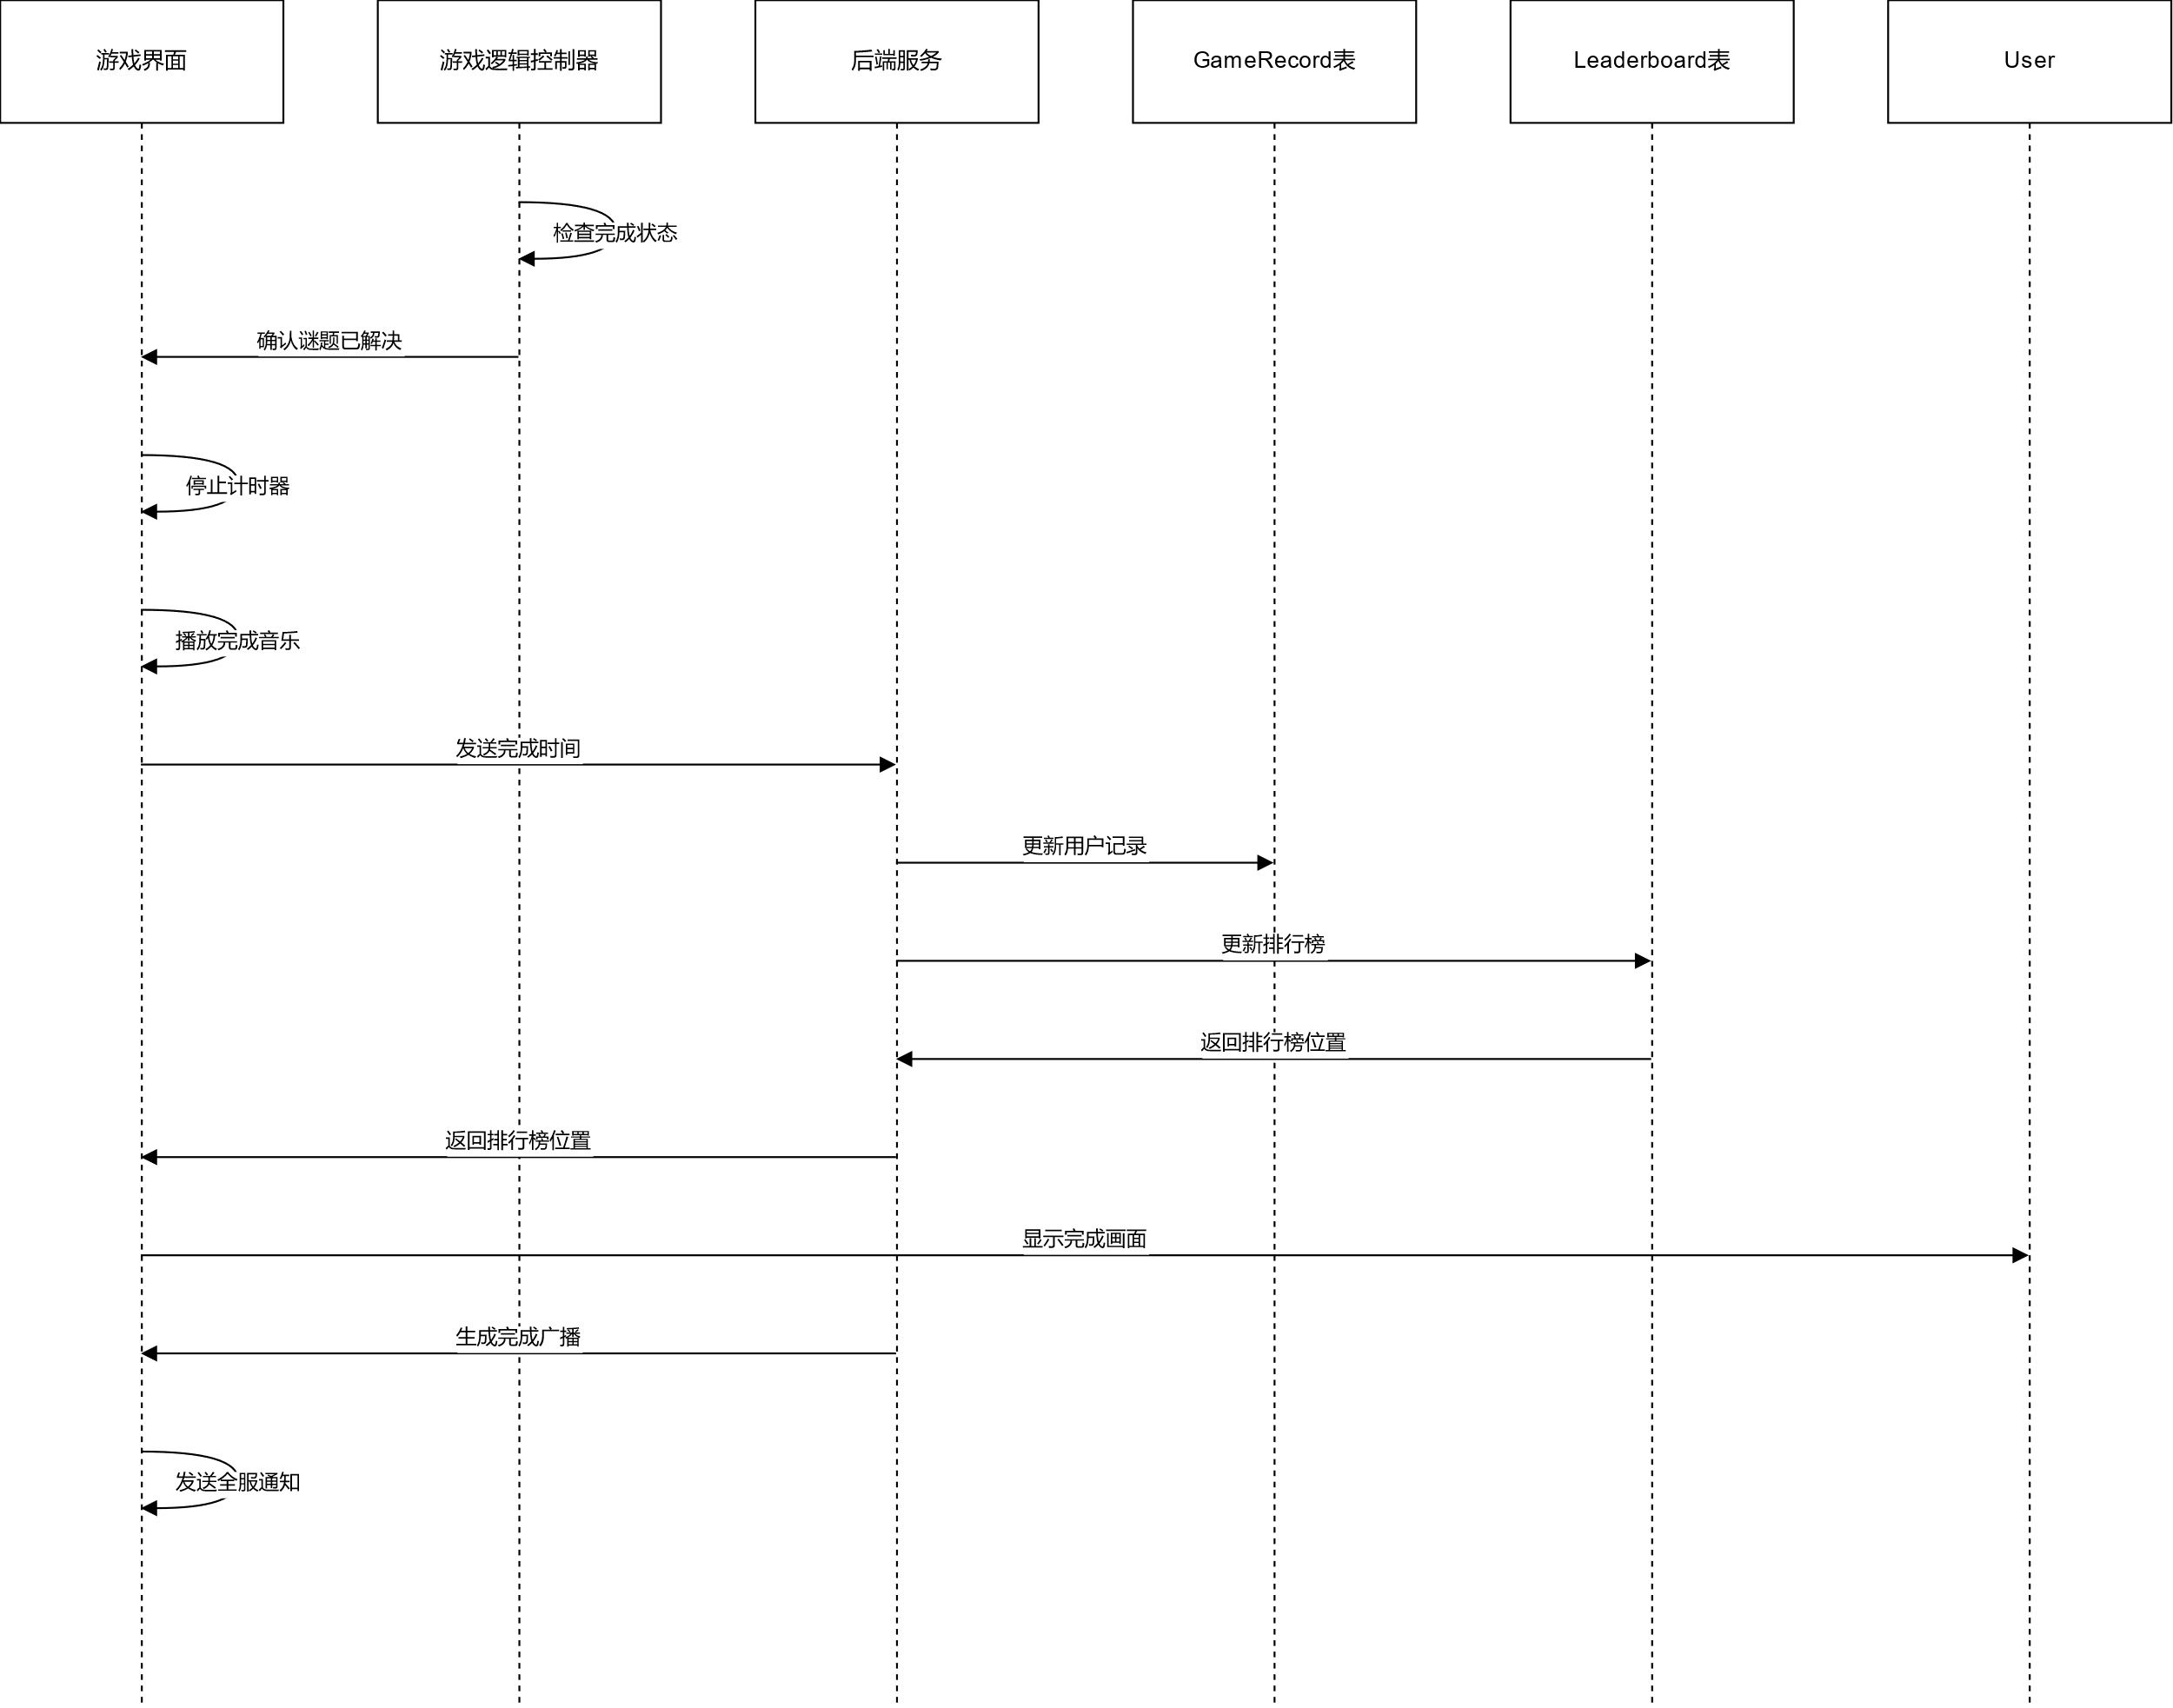 游戏界面
游戏逻辑控制器
后端服务
GameRecord表
Leaderboard表
User
检查完成状态
确认谜题已解决
停止计时器
播放完成音乐
发送完成时间
更新用户记录
更新排行榜
返回排行榜位置
返回排行榜位置
显示完成画面
生成完成广播
发送全服通知